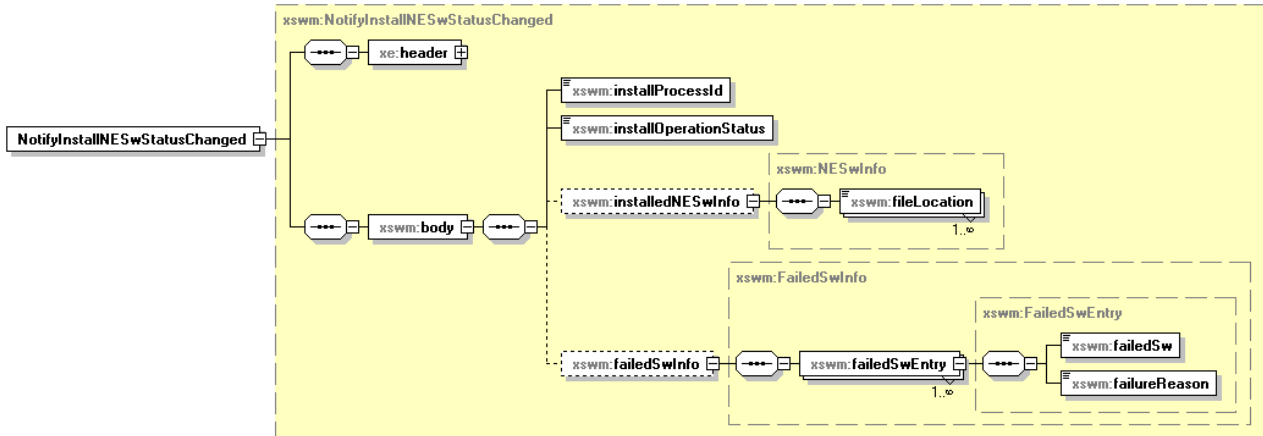 xswm:NotifyInstallNESwStatusChanged
xe:header
xswm:installProcessId
xswm:installOperationStatus
NotifyInstallNESwStatusChanged
xswm:NESwInfo
xswm:installedNESwInfo
xswm:fileLocation
1..∞
xswm:body
xswm:FailedSwInfo
xswm:FailedSwEntry
xswm:failedSw
xswm:failedSwInfo
xswm:failedSwEntry
1..∞
xswm:failureReason